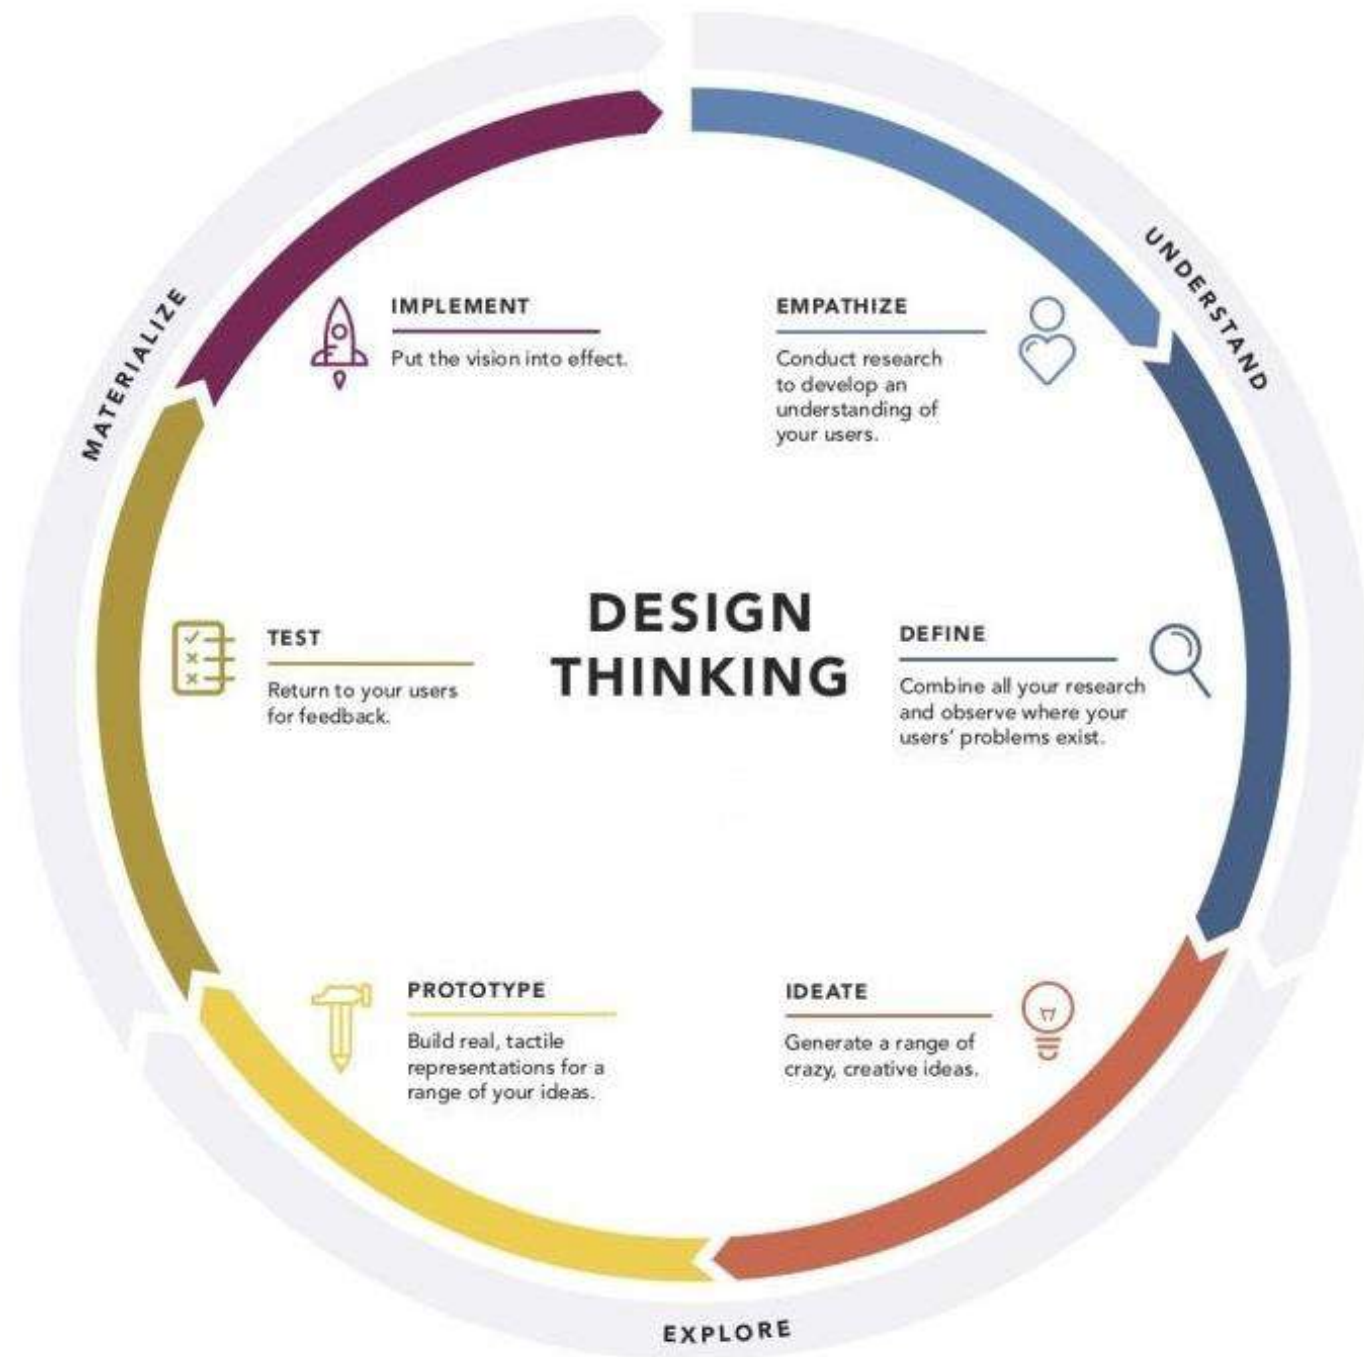 DESIGN
THINKING
UNDERSTAND
EMPATHIZE
Conduct research
to develop an
understanding of
your users.
DEFINE
Combine all your research
and observe where your
users' problems exist.
EXPLORE
IDEATE
Generate a range of
crazy, creative ideas.
PROTOTYPE
Build real, tactile
representations for a
range of your ideas.
MATERIALIZE
TEST
Return to your users
for feedback.
IMPLEMENT
Put the vision into effect.